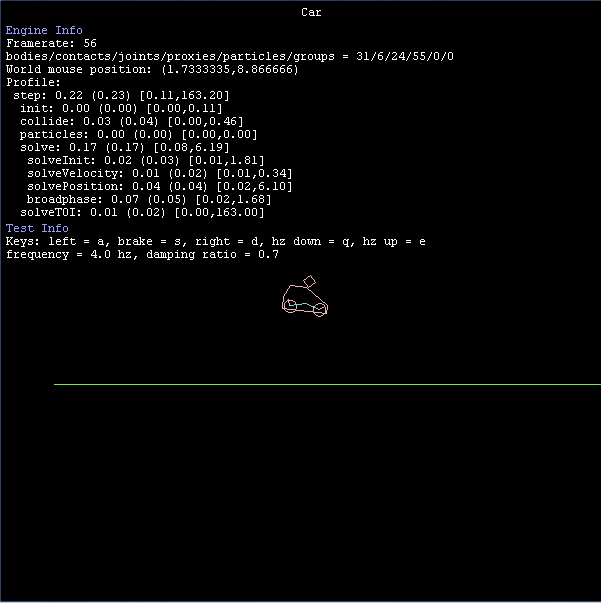 Car
Engine Info
Framerate: 56
bodies/contacts/joints/proxies/particles/groups = 31/6/24/55/0/0
World mouse position: (1.7333335,8.866666)
Profile:
step: 0.22 (0.23) [0.11,163.20]
init: 0.00 (0.00) [0.00,0.11]
collide: 0.03 (0.04) [0.00,0.46]
particles: 0.00 (0.00) [0.00,0.00]
solve: 0.17 (0.17) [0.08,6.19]
solveInit: 0.02 (0.03) [0.01,1.81]
solveVelocity: 0.01 (0.02) [0.01,0.34]
solvePosition: 0.04 (0.04) [0.02,6.10]
broadphase: 0.07 (0.05) [0.02,1.68]
solveTOI: 0.01 (0.02) [0.00,163.00]
Test Info
Keys: left = a, brake = s, right = d, hz down = q, hz up = e
frequency = 4.0 hz, damping ratio = 0.7